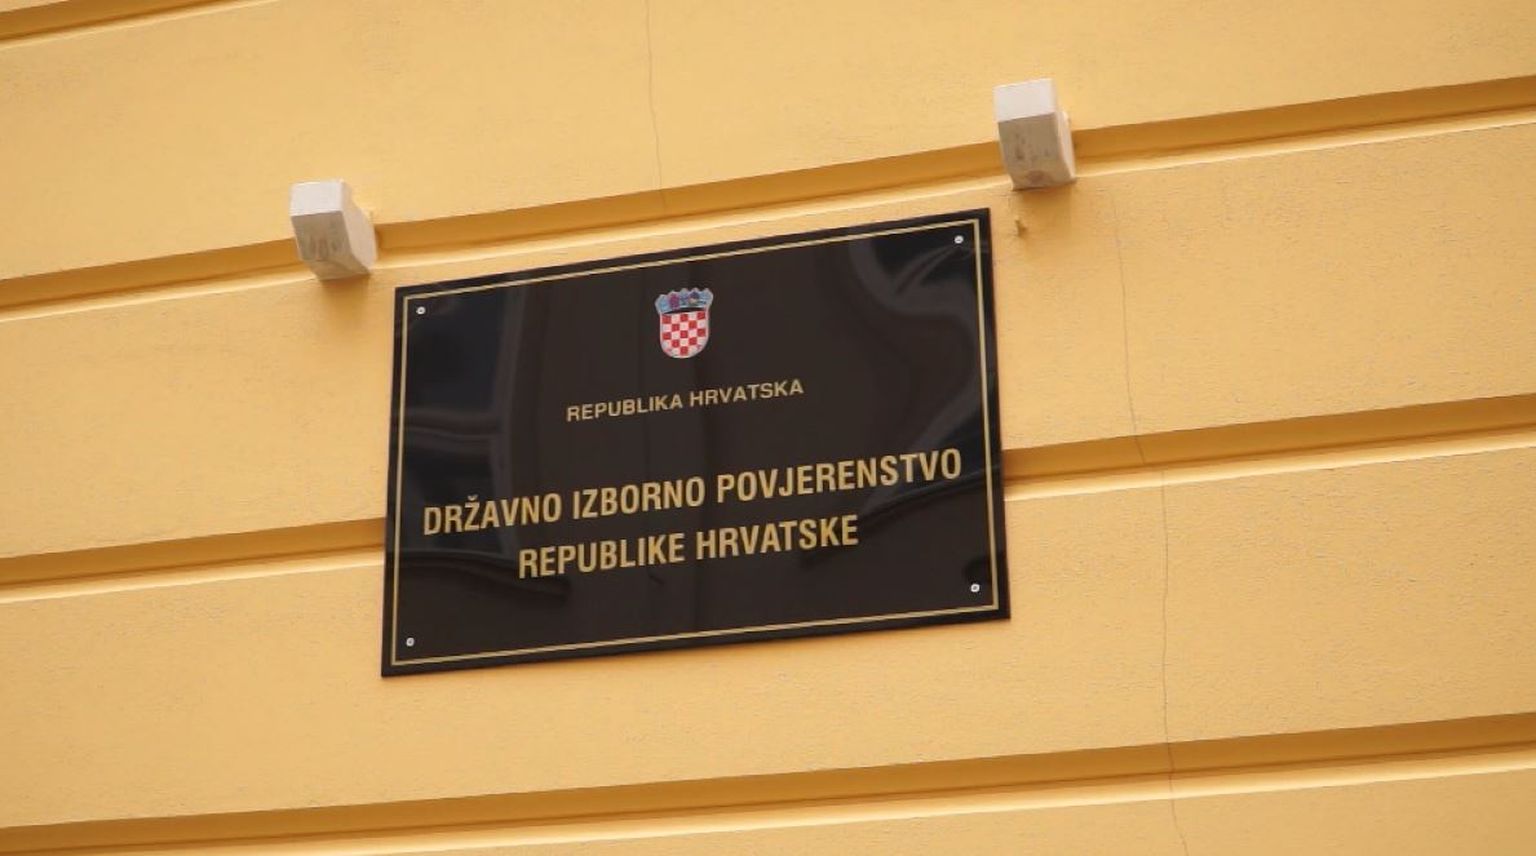 REPUBLIKA HRVATSKA
DRŽAVNO IZBORNO POVJERENSTVO
REPUBLIKE HRVATSKE